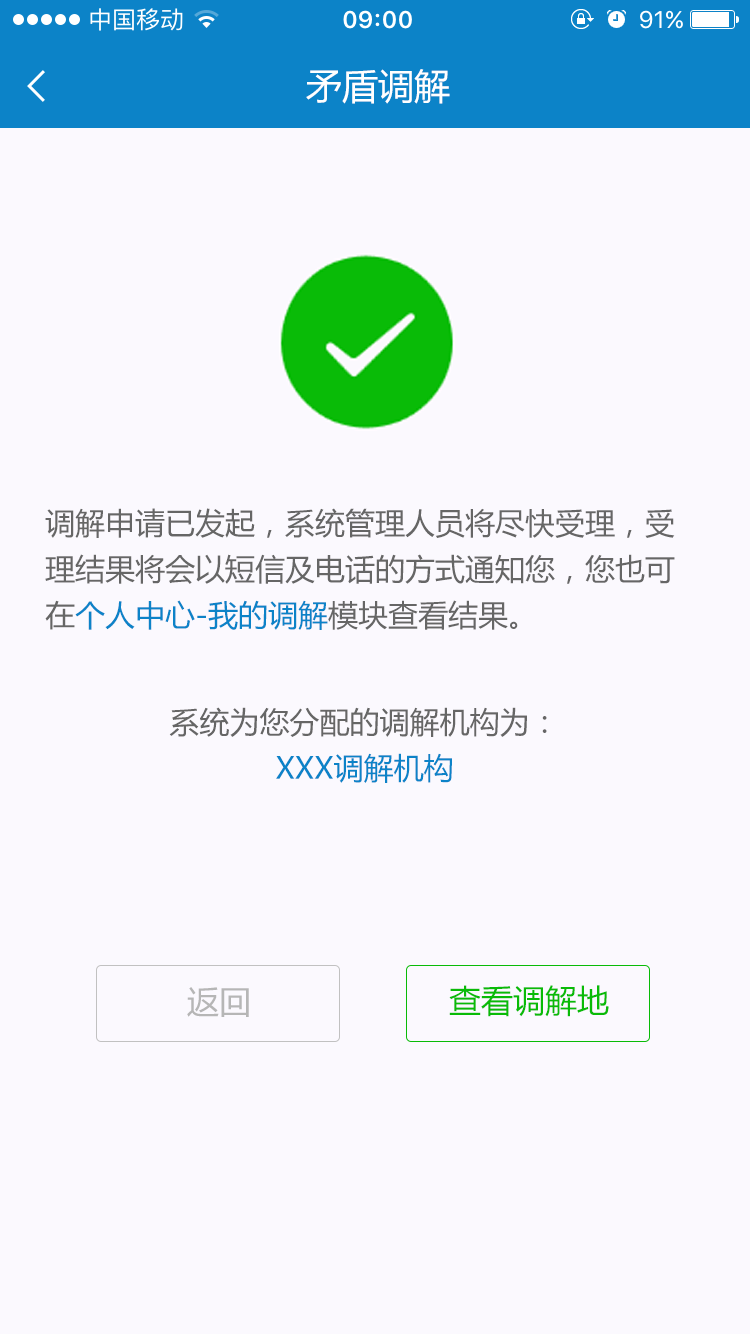 中国移动 09:00 91%
矛盾调解
调解申请已发起，系统管理人员将尽快受理，受
理结果将会以短信及电话的方式通知您，您也可
在个人中心-我的调解模块查看结果。
系统为您分配的调解机构为：
XXX调解机构
返回 查看调解地